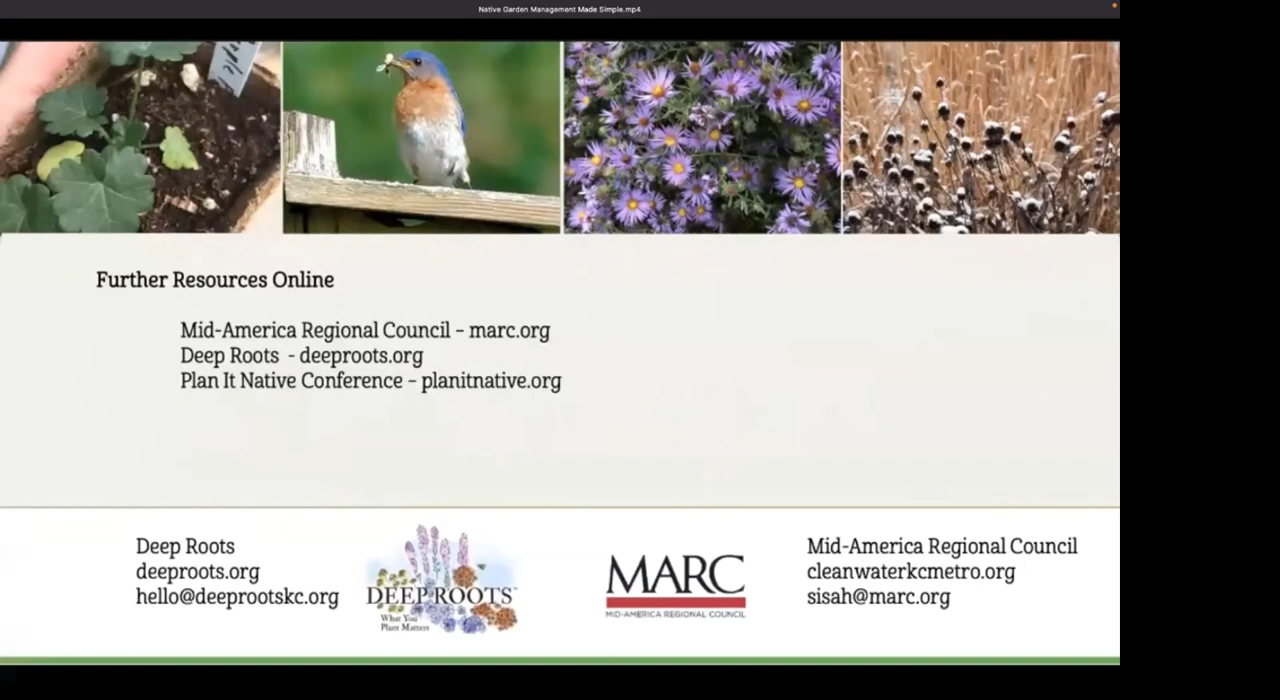 Native Garden Management Made Simple.mp4
Further Resources Online
Mid-America Regional Council – marc.org
Deep Roots - deeproots.org
Plan It Native Conference – planitnative.org
Deep Roots
deeproots.org
hello@deeprootskc.org
DEEP ROOTS
What You
Plant Matters
MARC
MID-AMERICA REGIONAL COUNCIL
Mid-America Regional Council
cleanwaterkcmetro.org
sisah@marc.org